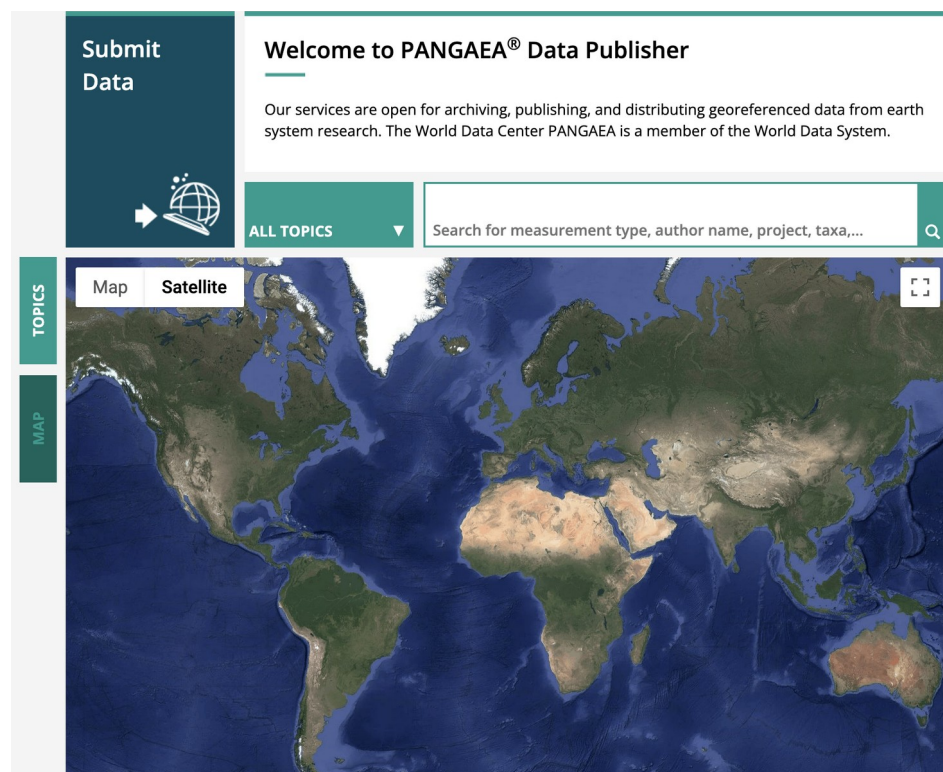 Submit
Data
Welcome to PANGAEA® Data Publisher
Our services are open for archiving, publishing, and distributing georeferenced data from earth
system research. The World Data Center PANGAEA is a member of the World Data System.
ALL TOPICS ▼
Search for measurement type, author name, project, taxa,...
TOPICS
MAP
Map
Satellite